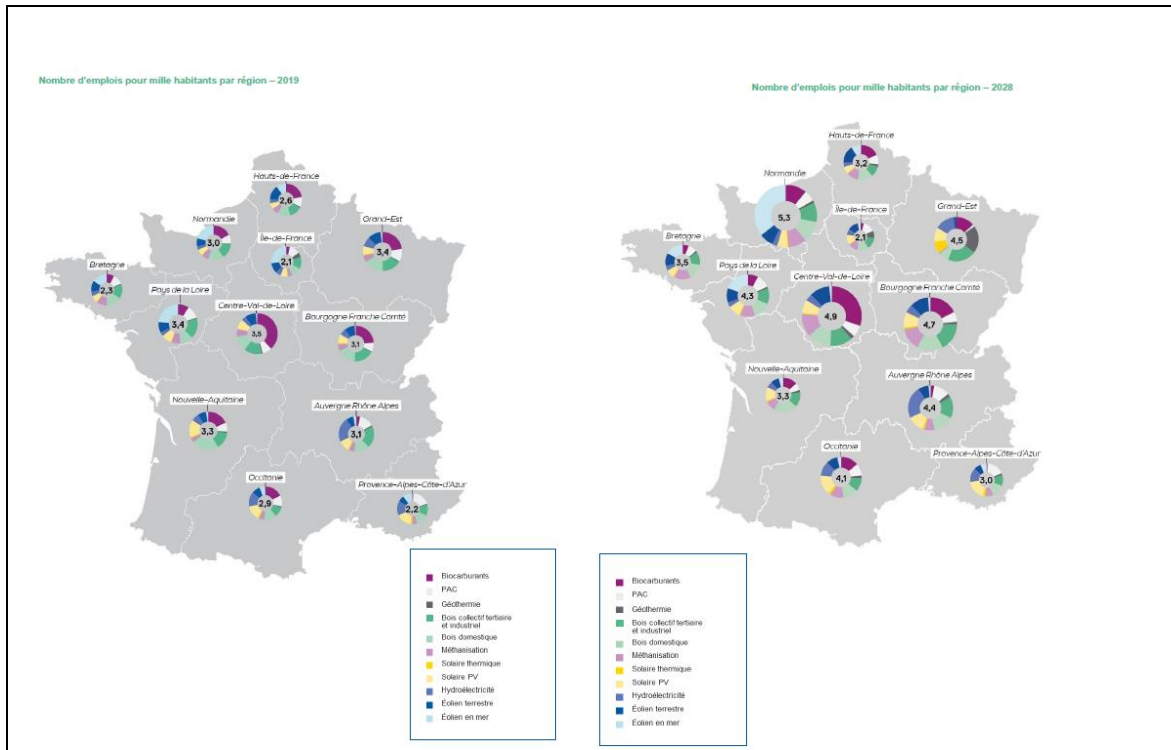 Nombre d'emplois pour mille habitants par région – 2019
Hauts-de-France
2,6
Normandie
3,0
Île-de-France
2,1
Grand-Est
3,4
Bretagne
2,3
Pays de la Loire
3,4
Centre-Val-de-Loire
3,5
Bourgogne Franche Comté
3,1
Nouvelle-Aquitaine
3,3
Auvergne Rhône Alpes
3,1
Occitanie
2,9
Provence-Alpes-Côte-d'Azur
2,2
Biocarburants
PAC
Géothermie
Bois collectif tertiaire
et industriel
Bois domestique
Méthanisation
Solaire thermique
Solaire PV
Hydroélectricité
Éolien terrestre
Éolien en mer
Nombre d'emplois pour mille habitants par région – 2028
Hauts-de-France
3,2
Normandie
5,3
Île-de-France
2,1
Grand-Est
4,5
Bretagne
3,5
Pays de la Loire
4,3
Centre-Val-de-Loire
4,9
Bourgogne Franche Comté
4,7
Nouvelle-Aquitaine
3,3
Auvergne Rhône Alpes
4,4
Occitanie
4,1
Provence-Alpes-Côte-d'Azur
3,0
Biocarburants
PAC
Géothermie
Bois collectif tertiaire
et industriel
Bois domestique
Méthanisation
Solaire thermique
Solaire PV
Hydroélectricité
Éolien terrestre
Éolien en mer